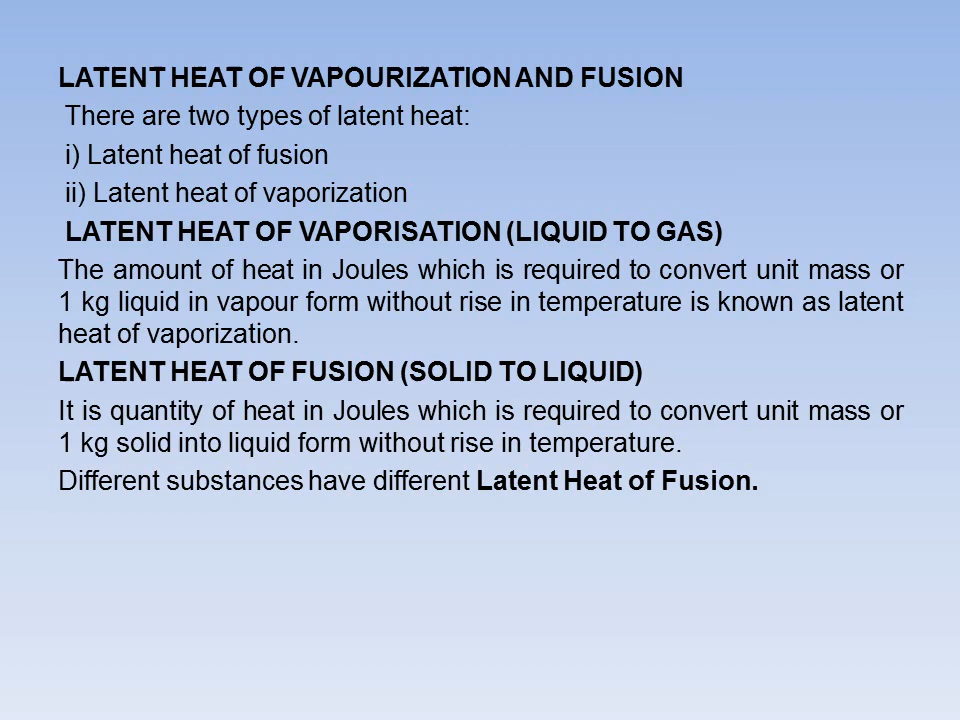 LATENT HEAT OF VAPOURIZATION AND FUSION
There are two types of latent heat:
i) Latent heat of fusion
ii) Latent heat of vaporization
LATENT HEAT OF VAPORISATION (LIQUID TO GAS)
The amount of heat in Joules which is required to convert unit mass or
1 kg liquid in vapour form without rise in temperature is known as latent
heat of vaporization.
LATENT HEAT OF FUSION (SOLID TO LIQUID)
It is quantity of heat in Joules which is required to convert unit mass or
1 kg solid into liquid form without rise in temperature.
Different substances have different Latent Heat of Fusion.